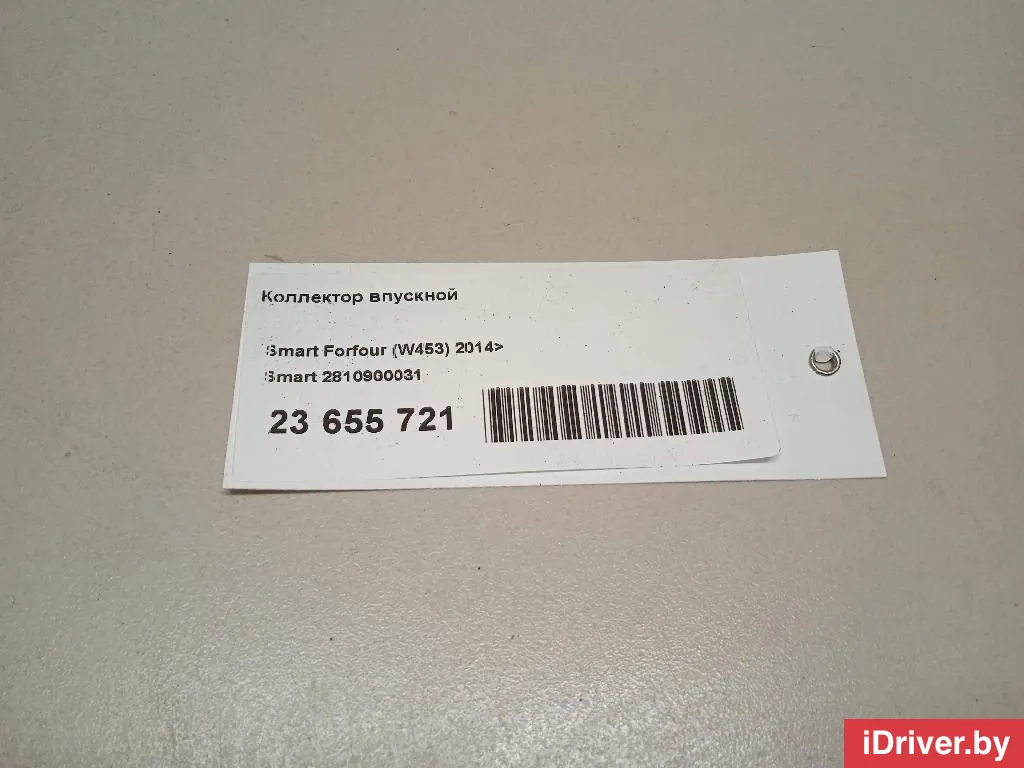 Коллектор впускной
Smart Forfour (W453) 2014>
Smart 2810900031
23 655 721
iDriver.by